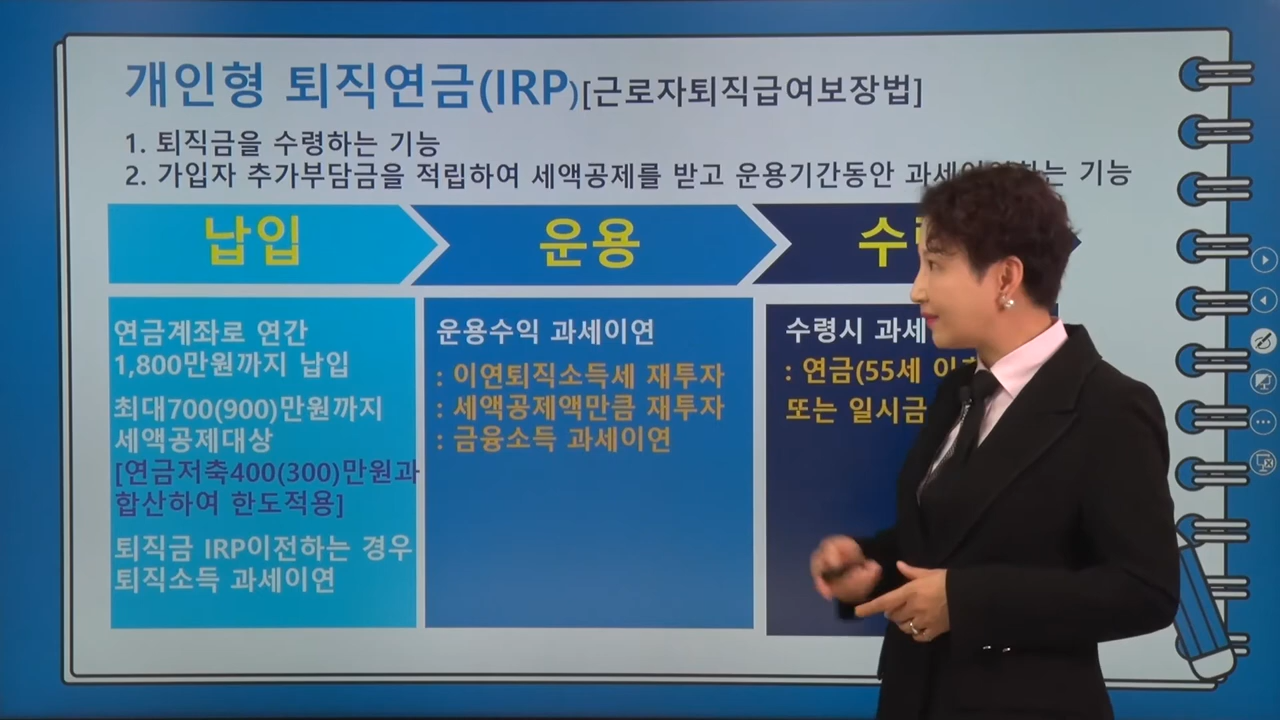 개인형 퇴직연금(IRP)[근로자퇴직급여보장법]
1. 퇴직금을 수령하는 기능
2. 가입자 추가부담금을 적립하여 세액공제를 받고 운용기간동안 기능
납입
운용
연금계좌로 연간
1,800만원까지 납입
최대700(900)만원까지
세액공제대상
[연금저축400(300)만원과
합산하여 한도적용]
퇴직금 IRP이전하는 경우
퇴직소득 과세이연
운용수익 과세이연
: 이연퇴직소득세 재투자
: 세액공제액만큼 재투자
: 금융소득 과세이연
수령시
: 연금(55세
또는 일시금